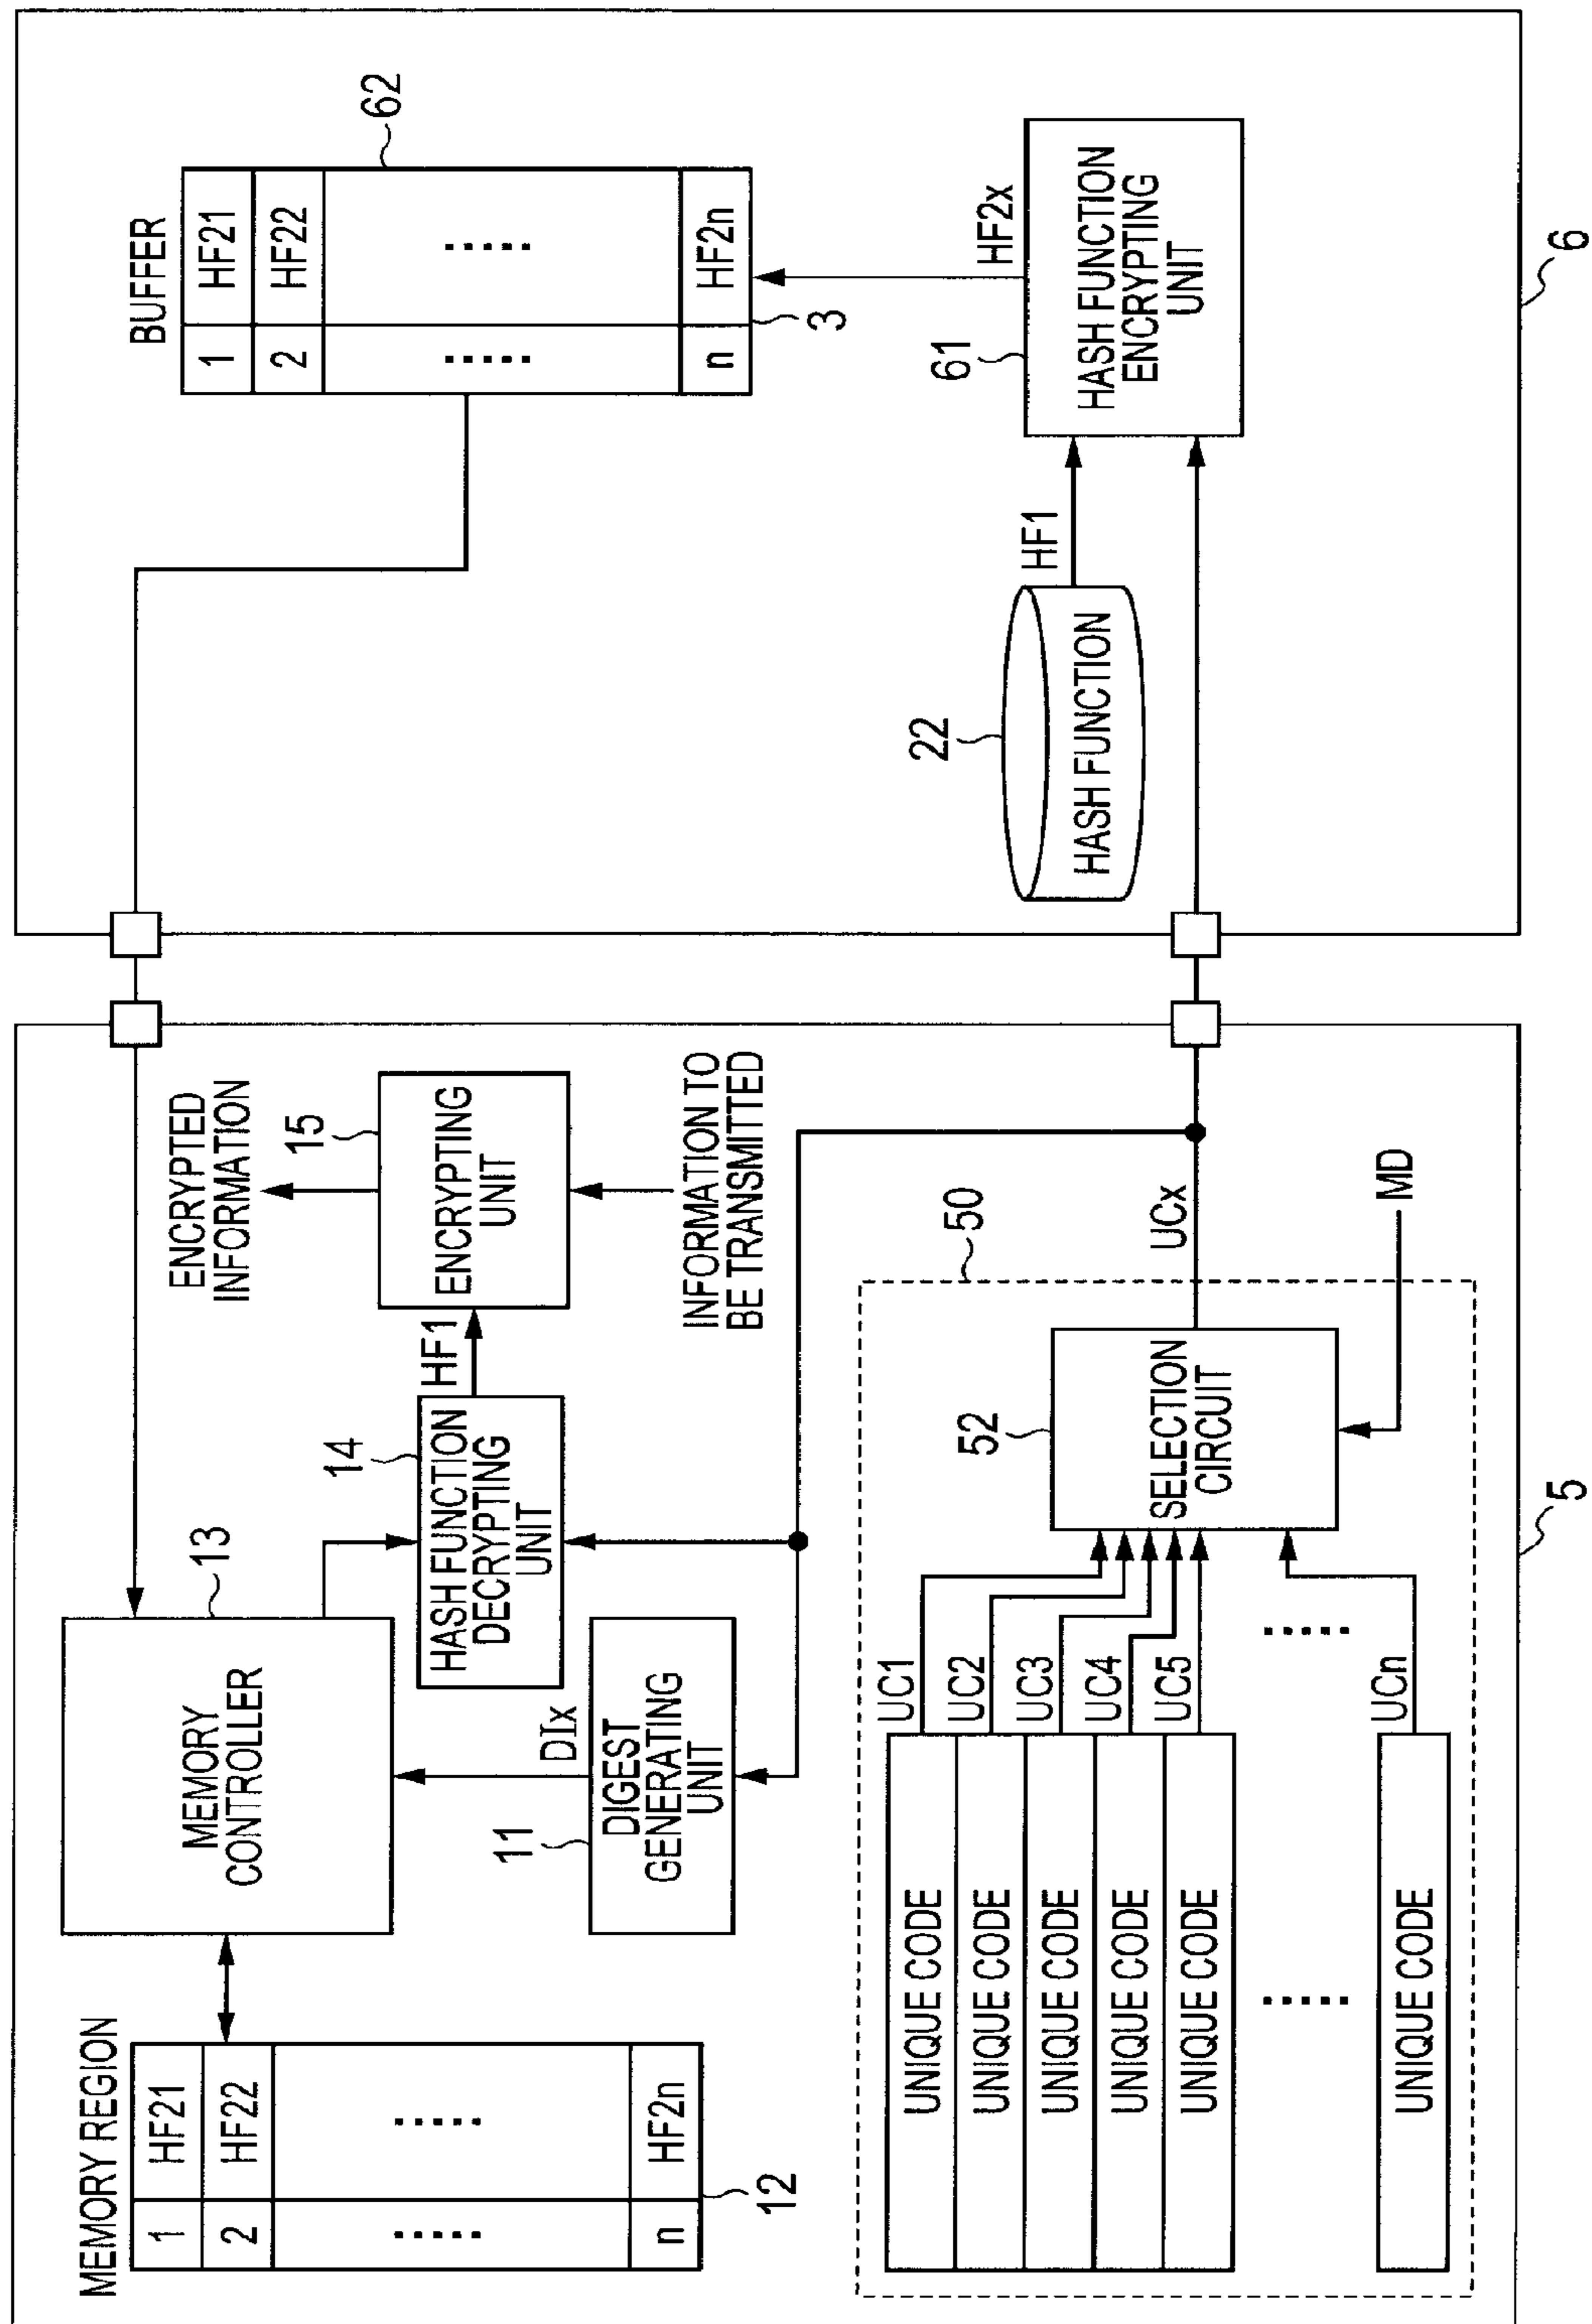 MEMORY REGION
1 HF21
2 HF22
.....
.....
n HF2n
12
MEMORY
CONTROLLER
13
DIGEST
GENERATING
UNIT
11
DIx
HASH FUNCTION
DECRYPTING
UNIT
14
HF1
ENCRYPTING
UNIT
15
ENCRYPTED
INFORMATION
INFORMATION TO
BE TRANSMITTED
UNIQUE CODE
UNIQUE CODE
UNIQUE CODE
UNIQUE CODE
UNIQUE CODE
.....
UNIQUE CODE
UC1
UC2
UC3
UC4
UC5
.....
UCn
SELECTION
CIRCUIT
52
50
UCx
MD
5
BUFFER
1 HF21
2 HF22
.....
.....
n HF2n
62
3
HF2x
HASH FUNCTION
22
HF1
HASH FUNCTION
ENCRYPTING
UNIT
61
6